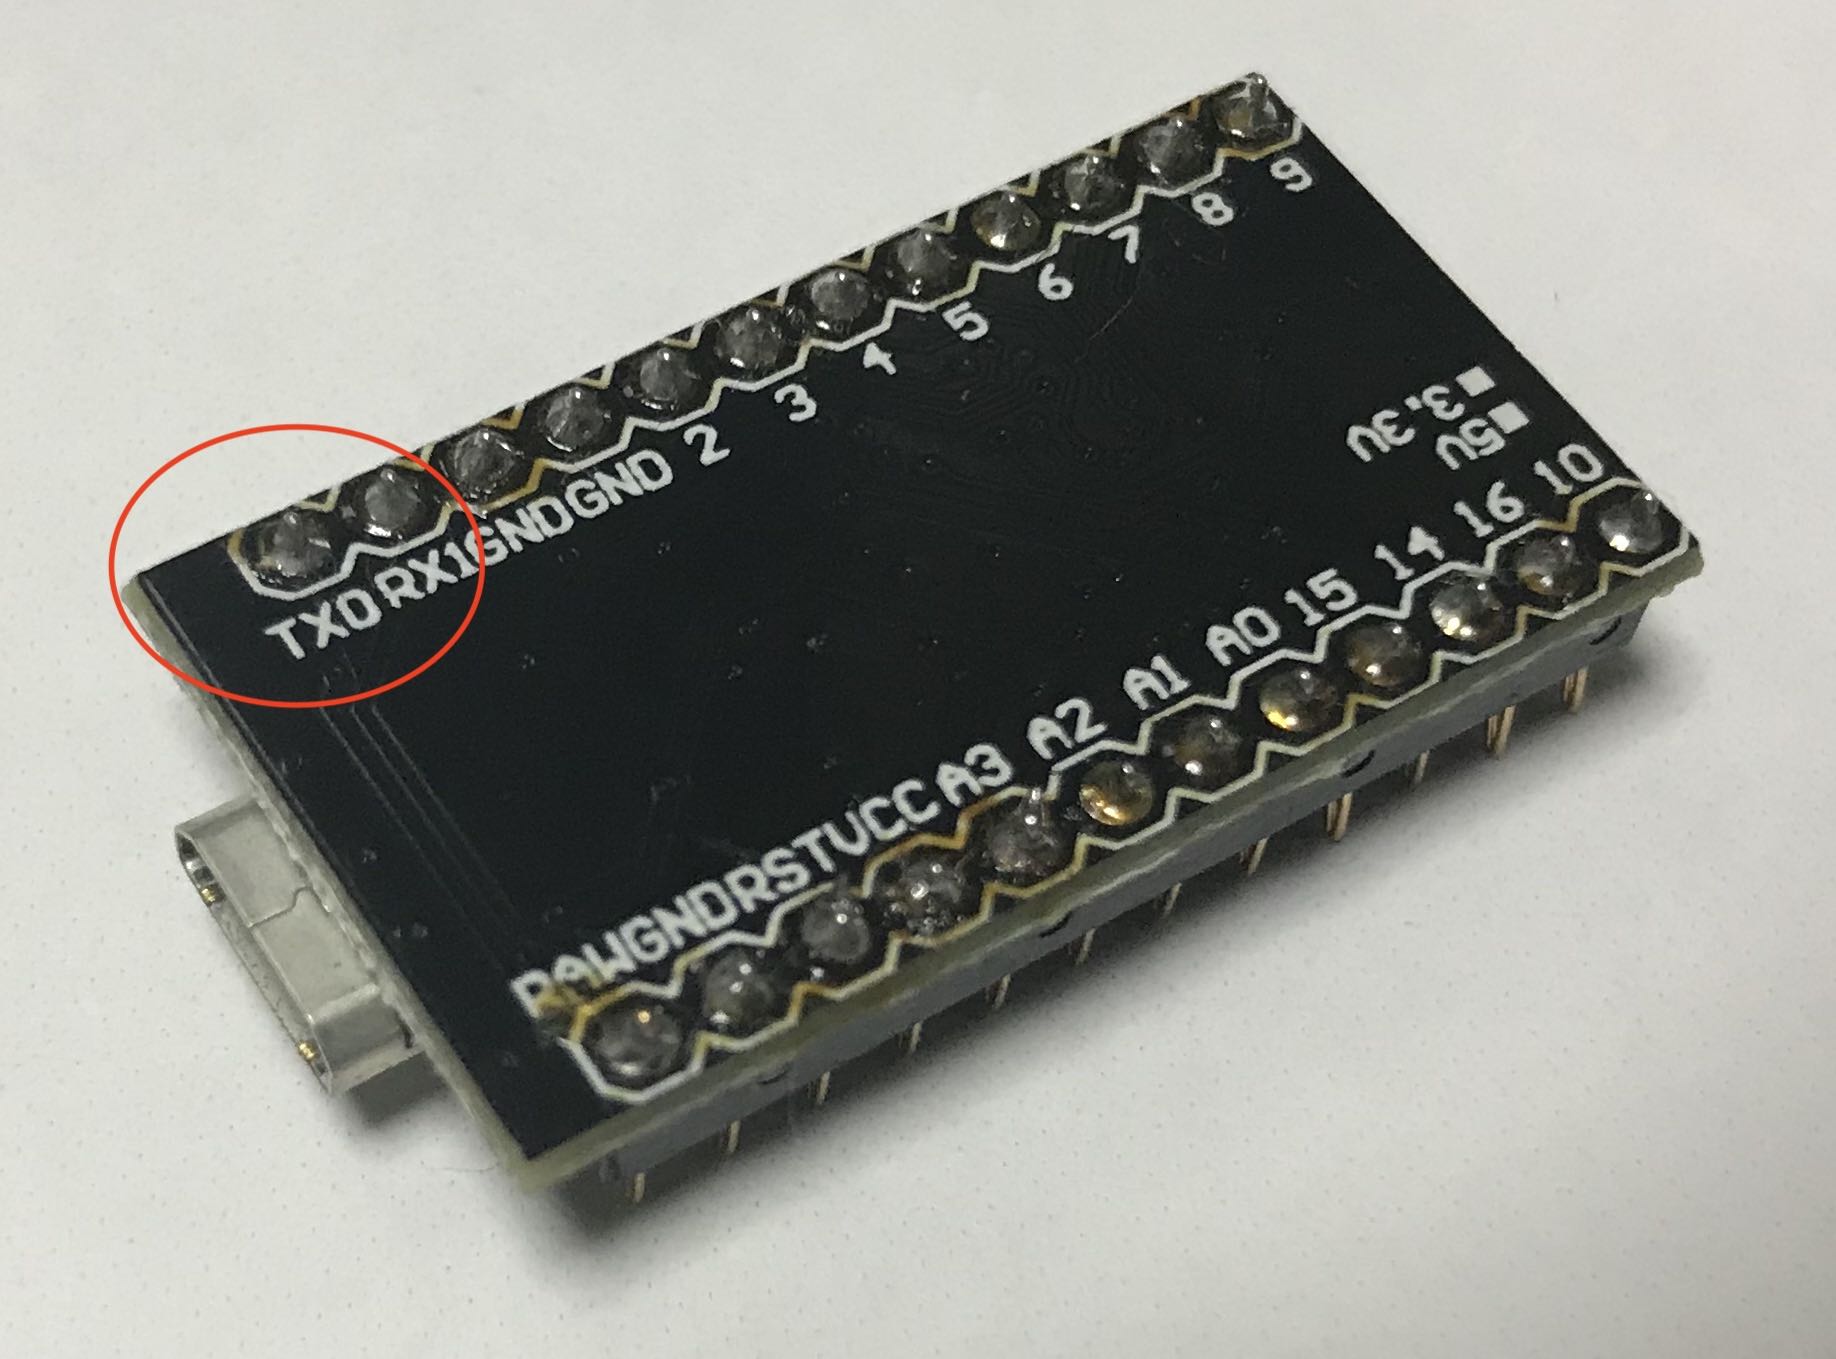 TXO RX1 GND GND 2 3 4 5 6 7 8 9
3.3V
5V
RAW GND RST VCC A3 A2 A1 A0 15 14 16 10